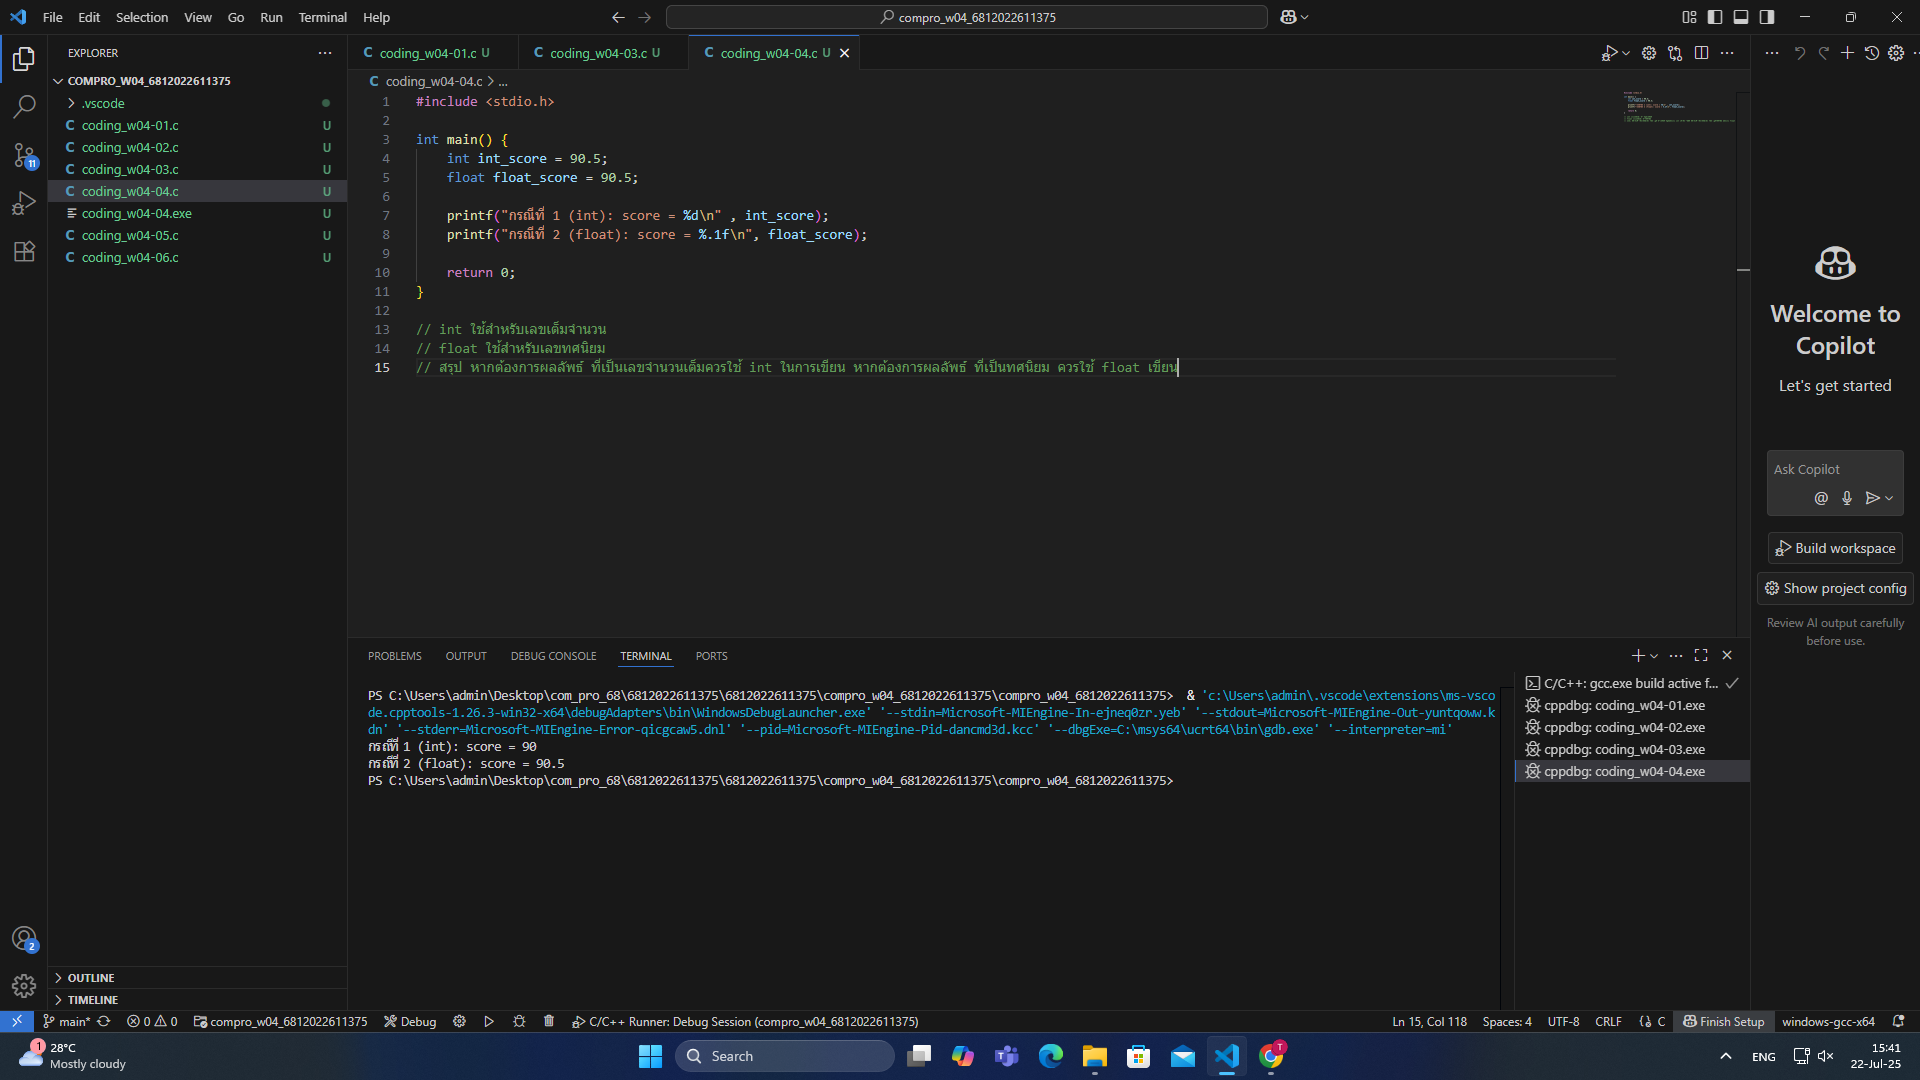 File Edit Selection View Go Run Terminal Help
compro_w04_6812022611375
EXPLORER
COMPRO_W04_6812022611375
.vscode
C coding_w04-01.c U
C coding_w04-02.c U
C coding_w04-03.c U
C coding_w04-04.c U
coding_w04-04.exe U
C coding_w04-05.c U
C coding_w04-06.c U
OUTLINE
TIMELINE
11
2
C coding_w04-01.c U
C coding_w04-03.c U
C coding_w04-04.c U
C coding_w04-04.c > ...
1 #include <stdio.h>
2
3 int main() {
4 int int_score = 90.5;
5 float float_score = 90.5;
6
7 printf("กรณีที่ 1 (int): score = %d\n" , int_score);
8 printf("กรณีที่ 2 (float): score = %.1f\n", float_score);
9
10 return 0;
11 }
12
13 // int ใช้สำหรับเลขเต็มจำนวน
14 // float ใช้สำหรับเลขทศนิยม
15 // สรุป หากต้องการผลลัพธ์ ที่เป็นเลขจำนวนเต็มควรใช้ int ในการเขียน หากต้องการผลลัพธ์ ที่เป็นทศนิยม ควรใช้ float เขียน
Welcome to
Copilot
Let's get started
Ask Copilot
Build workspace
Show project config
Review AI output carefully
before use.
PROBLEMS OUTPUT DEBUG CONSOLE TERMINAL PORTS
PS C:\Users\admin\Desktop\com_pro_68\6812022611375\6812022611375\compro_w04_6812022611375\compro_w04_6812022611375> & 'c:\Users\admin\.vscode\extensions\ms-vsco
de.cpptools-1.26.3-win32-x64\debugAdapters\bin\WindowsDebugLauncher.exe' '--stdin=Microsoft-MIEngine-In-ejneq0zr.yeb' '--stdout=Microsoft-MIEngine-Out-yuntqoww.k
dn' '--stderr=Microsoft-MIEngine-Error-qicgcaw5.dnl' '--pid=Microsoft-MIEngine-Pid-dancmd3d.kcc' '--dbgExe=C:\msys64\ucrt64\bin\gdb.exe' '--interpreter=mi'
กรณีที่ 1 (int): score = 90
กรณีที่ 2 (float): score = 90.5
PS C:\Users\admin\Desktop\com_pro_68\6812022611375\6812022611375\compro_w04_6812022611375\compro_w04_6812022611375>
C/C++: gcc.exe build active f...
cppdbg: coding_w04-01.exe
cppdbg: coding_w04-02.exe
cppdbg: coding_w04-03.exe
cppdbg: coding_w04-04.exe
main* 0 0 compro_w04_6812022611375 Debug C/C++ Runner: Debug Session (compro_w04_6812022611375)
Ln 15, Col 118 Spaces: 4 UTF-8 CRLF {} C Finish Setup windows-gcc-x64
1
28°C
Mostly cloudy
Search
T
ENG
15:41
22-Jul-25